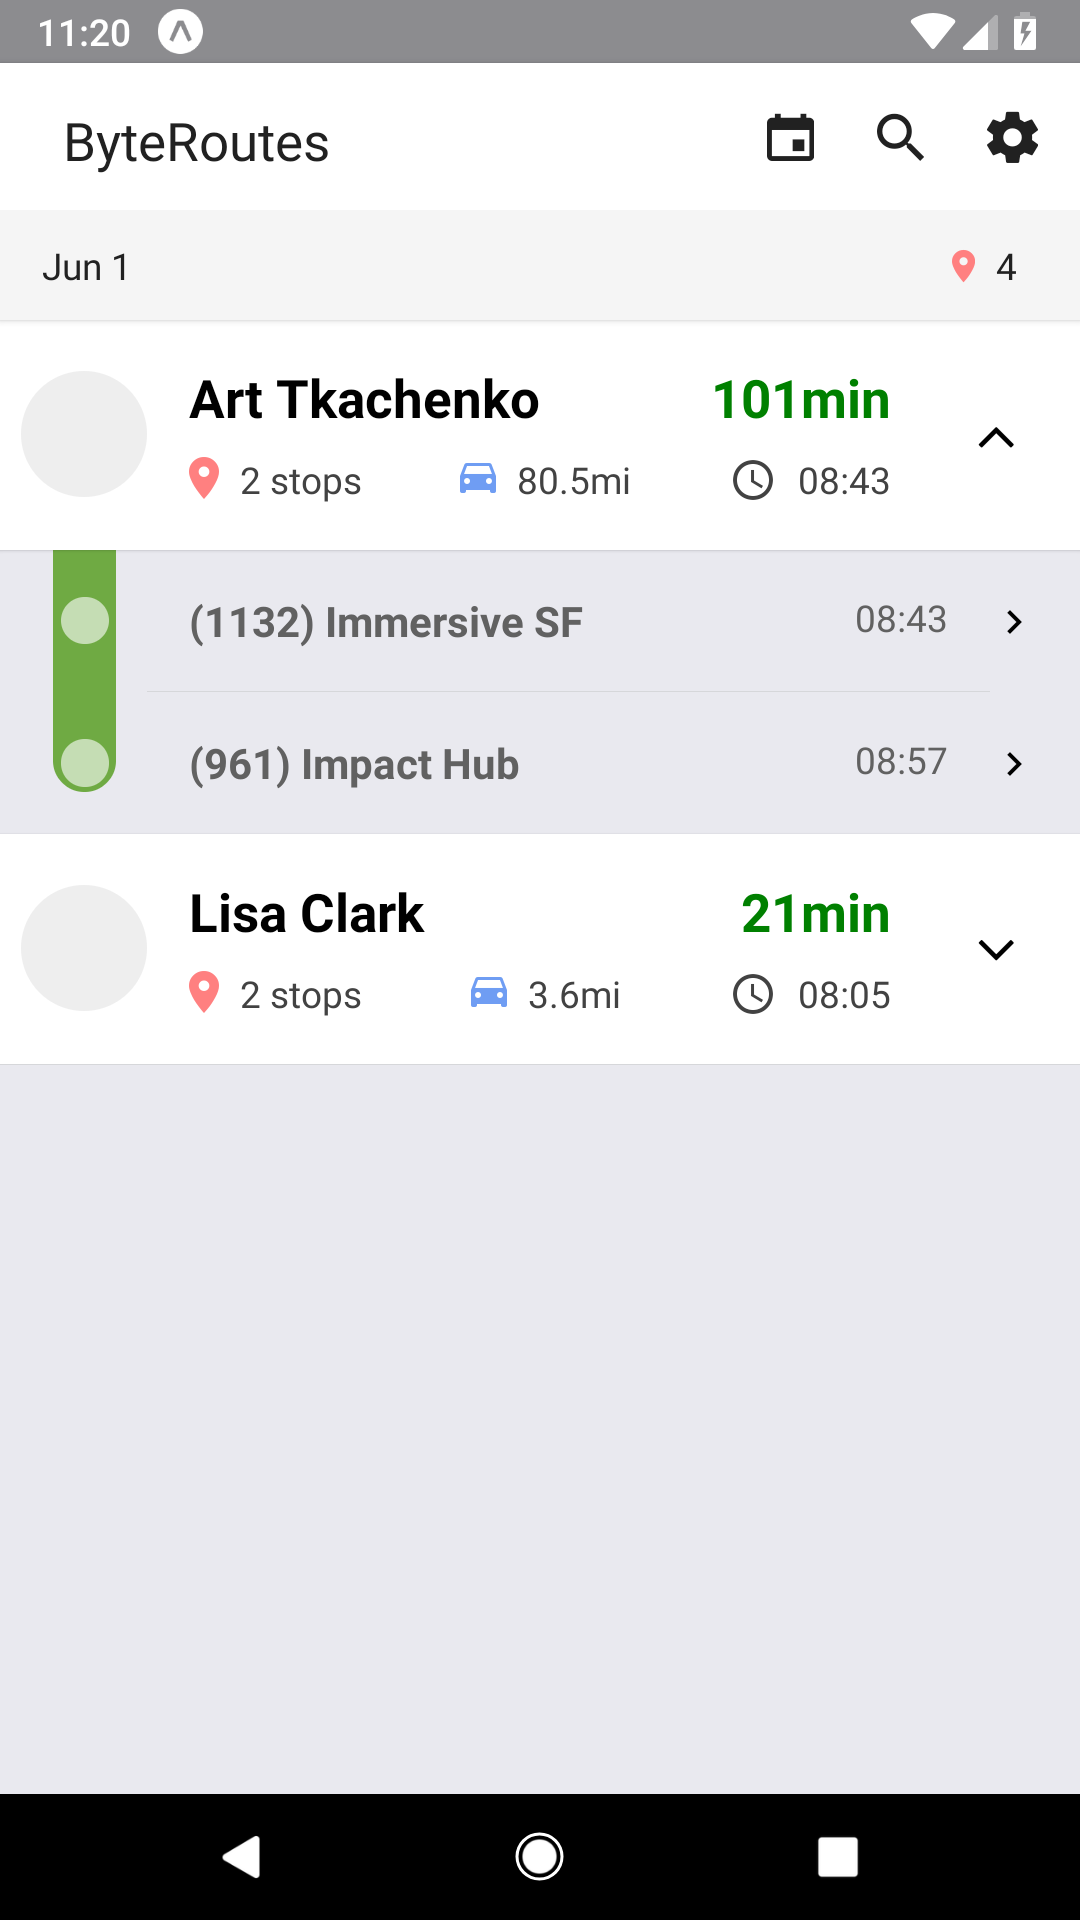 11:20
ByteRoutes
Jun 1 4
Art Tkachenko 101min
2 stops 80.5mi 08:43
(1132) Immersive SF 08:43
(961) Impact Hub 08:57
Lisa Clark 21min
2 stops 3.6mi 08:05